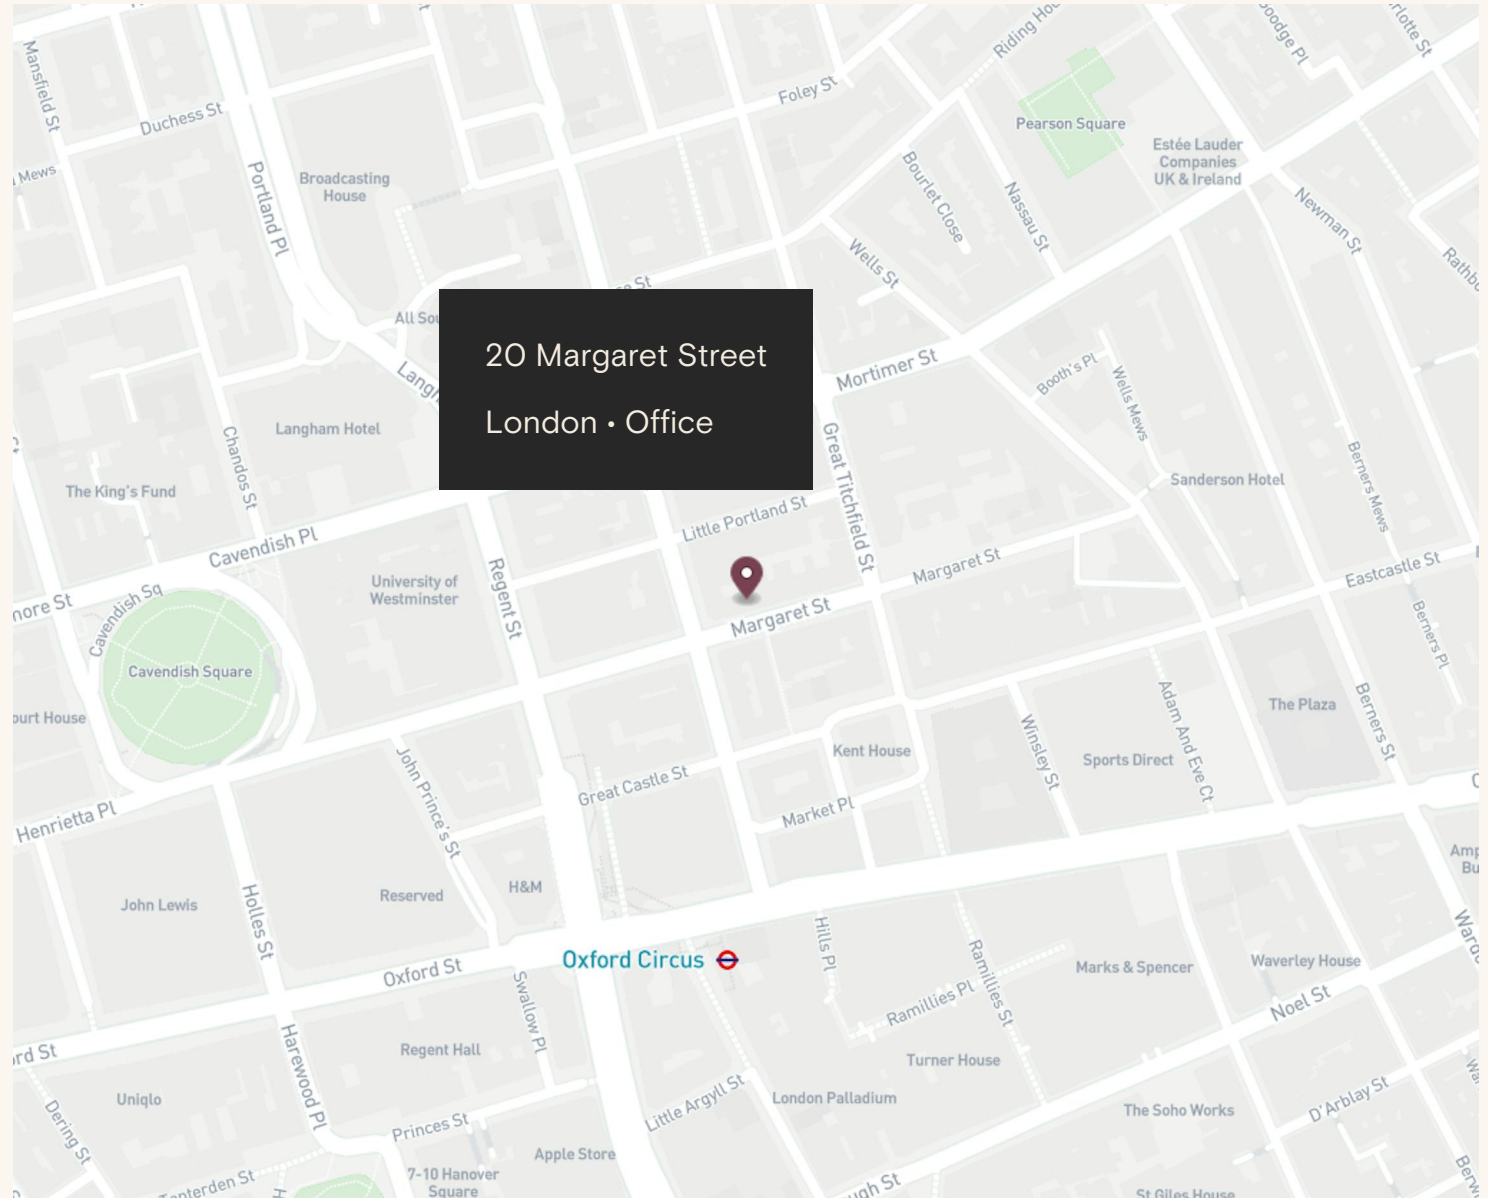 Mansfield St
Duchess St
Mews
Portland Pl
Broadcasting
House
Foley St
Riding
Pearson Square
Estée Lauder
Companies
UK & Ireland
Bourlet Close
Nassau St
Newman St
Wells St
St
All
20 Margaret Street
London • Office
Mortimer St
Booth's Pl
Wells Mews
Langham Hotel
Chandos St
The King's Fund
Great Titchfield St
Sanderson Hotel
Berners Mews
Little Portland St
Cavendish Pl
Margaret St
Eastcastle St
University of
Westminster
Regent St
Cavendish Sq
St
Margaret St
Berners Pl
Cavendish Square
House
The Plaza
Adam And Eve Ct
Berners St
Winsley St
Sports Direct
Kent House
John Prince's St
Great Castle St
Market Pl
Henrietta Pl
H&M
Reserved
John Lewis
Holles St
Oxford St
Oxford Circus
Hills Pl
Ramillies St
Marks & Spencer
Waverley House
Swallow Pl
Ramillies Pl
Noel St
St
Harewood Pl
Regent Hall
Turner House
Uniqlo
Little Argyll St
London Palladium
The Soho Works
D'Arblay St
Dering St
Princes St
Apple Store
7-10 Hanover
Square
St
St
St Giles House